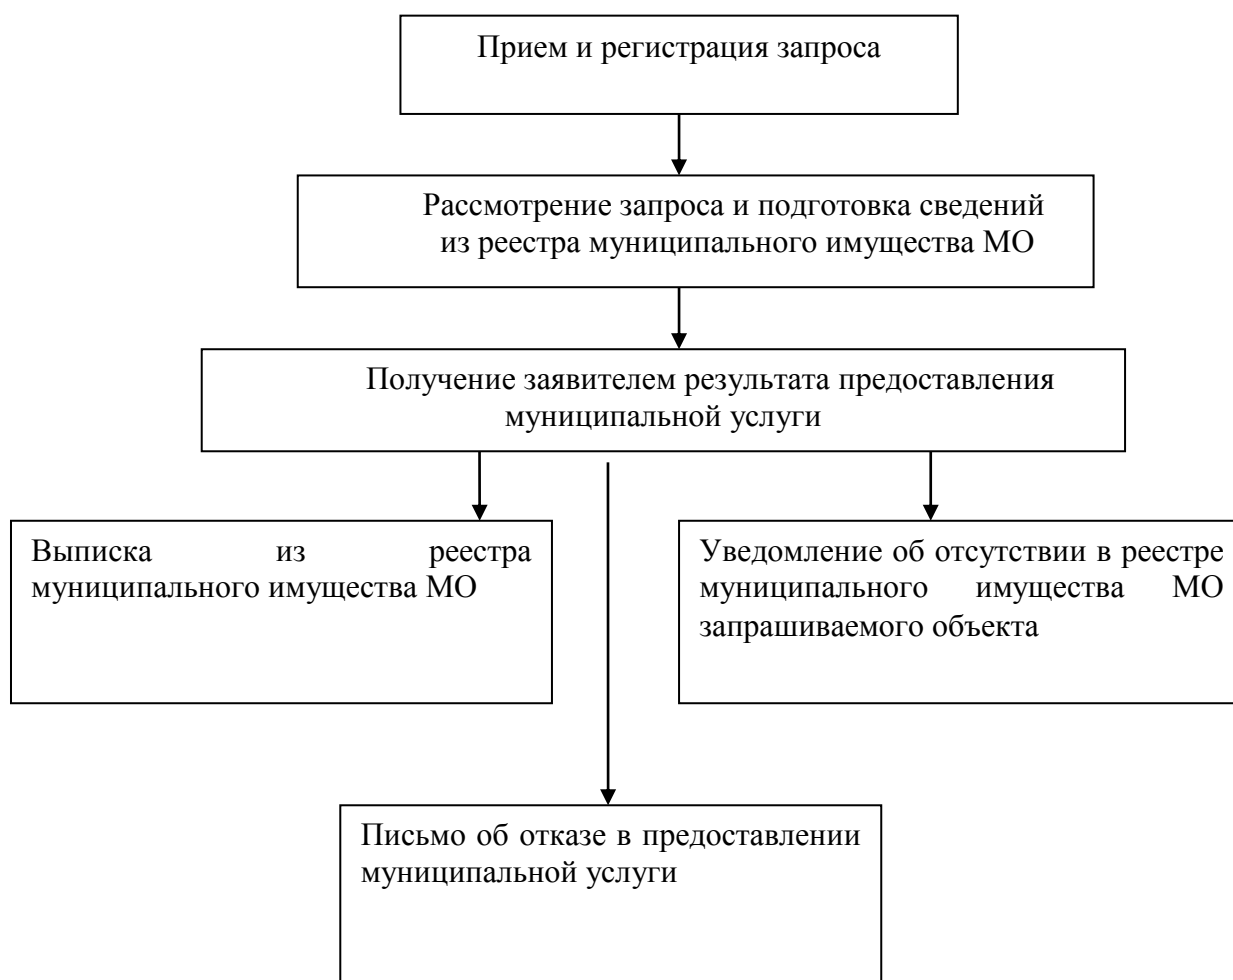 Прием и регистрация запроса
Рассмотрение запроса и подготовка сведений
из реестра муниципального имущества МО
Получение заявителем результата предоставления
муниципальной услуги
Выписка из реестра
муниципального имущества МО
Уведомление об отсутствии в реестре
муниципального имущества МО
запрашиваемого объекта
Письмо об отказе в предоставлении
муниципальной услуги